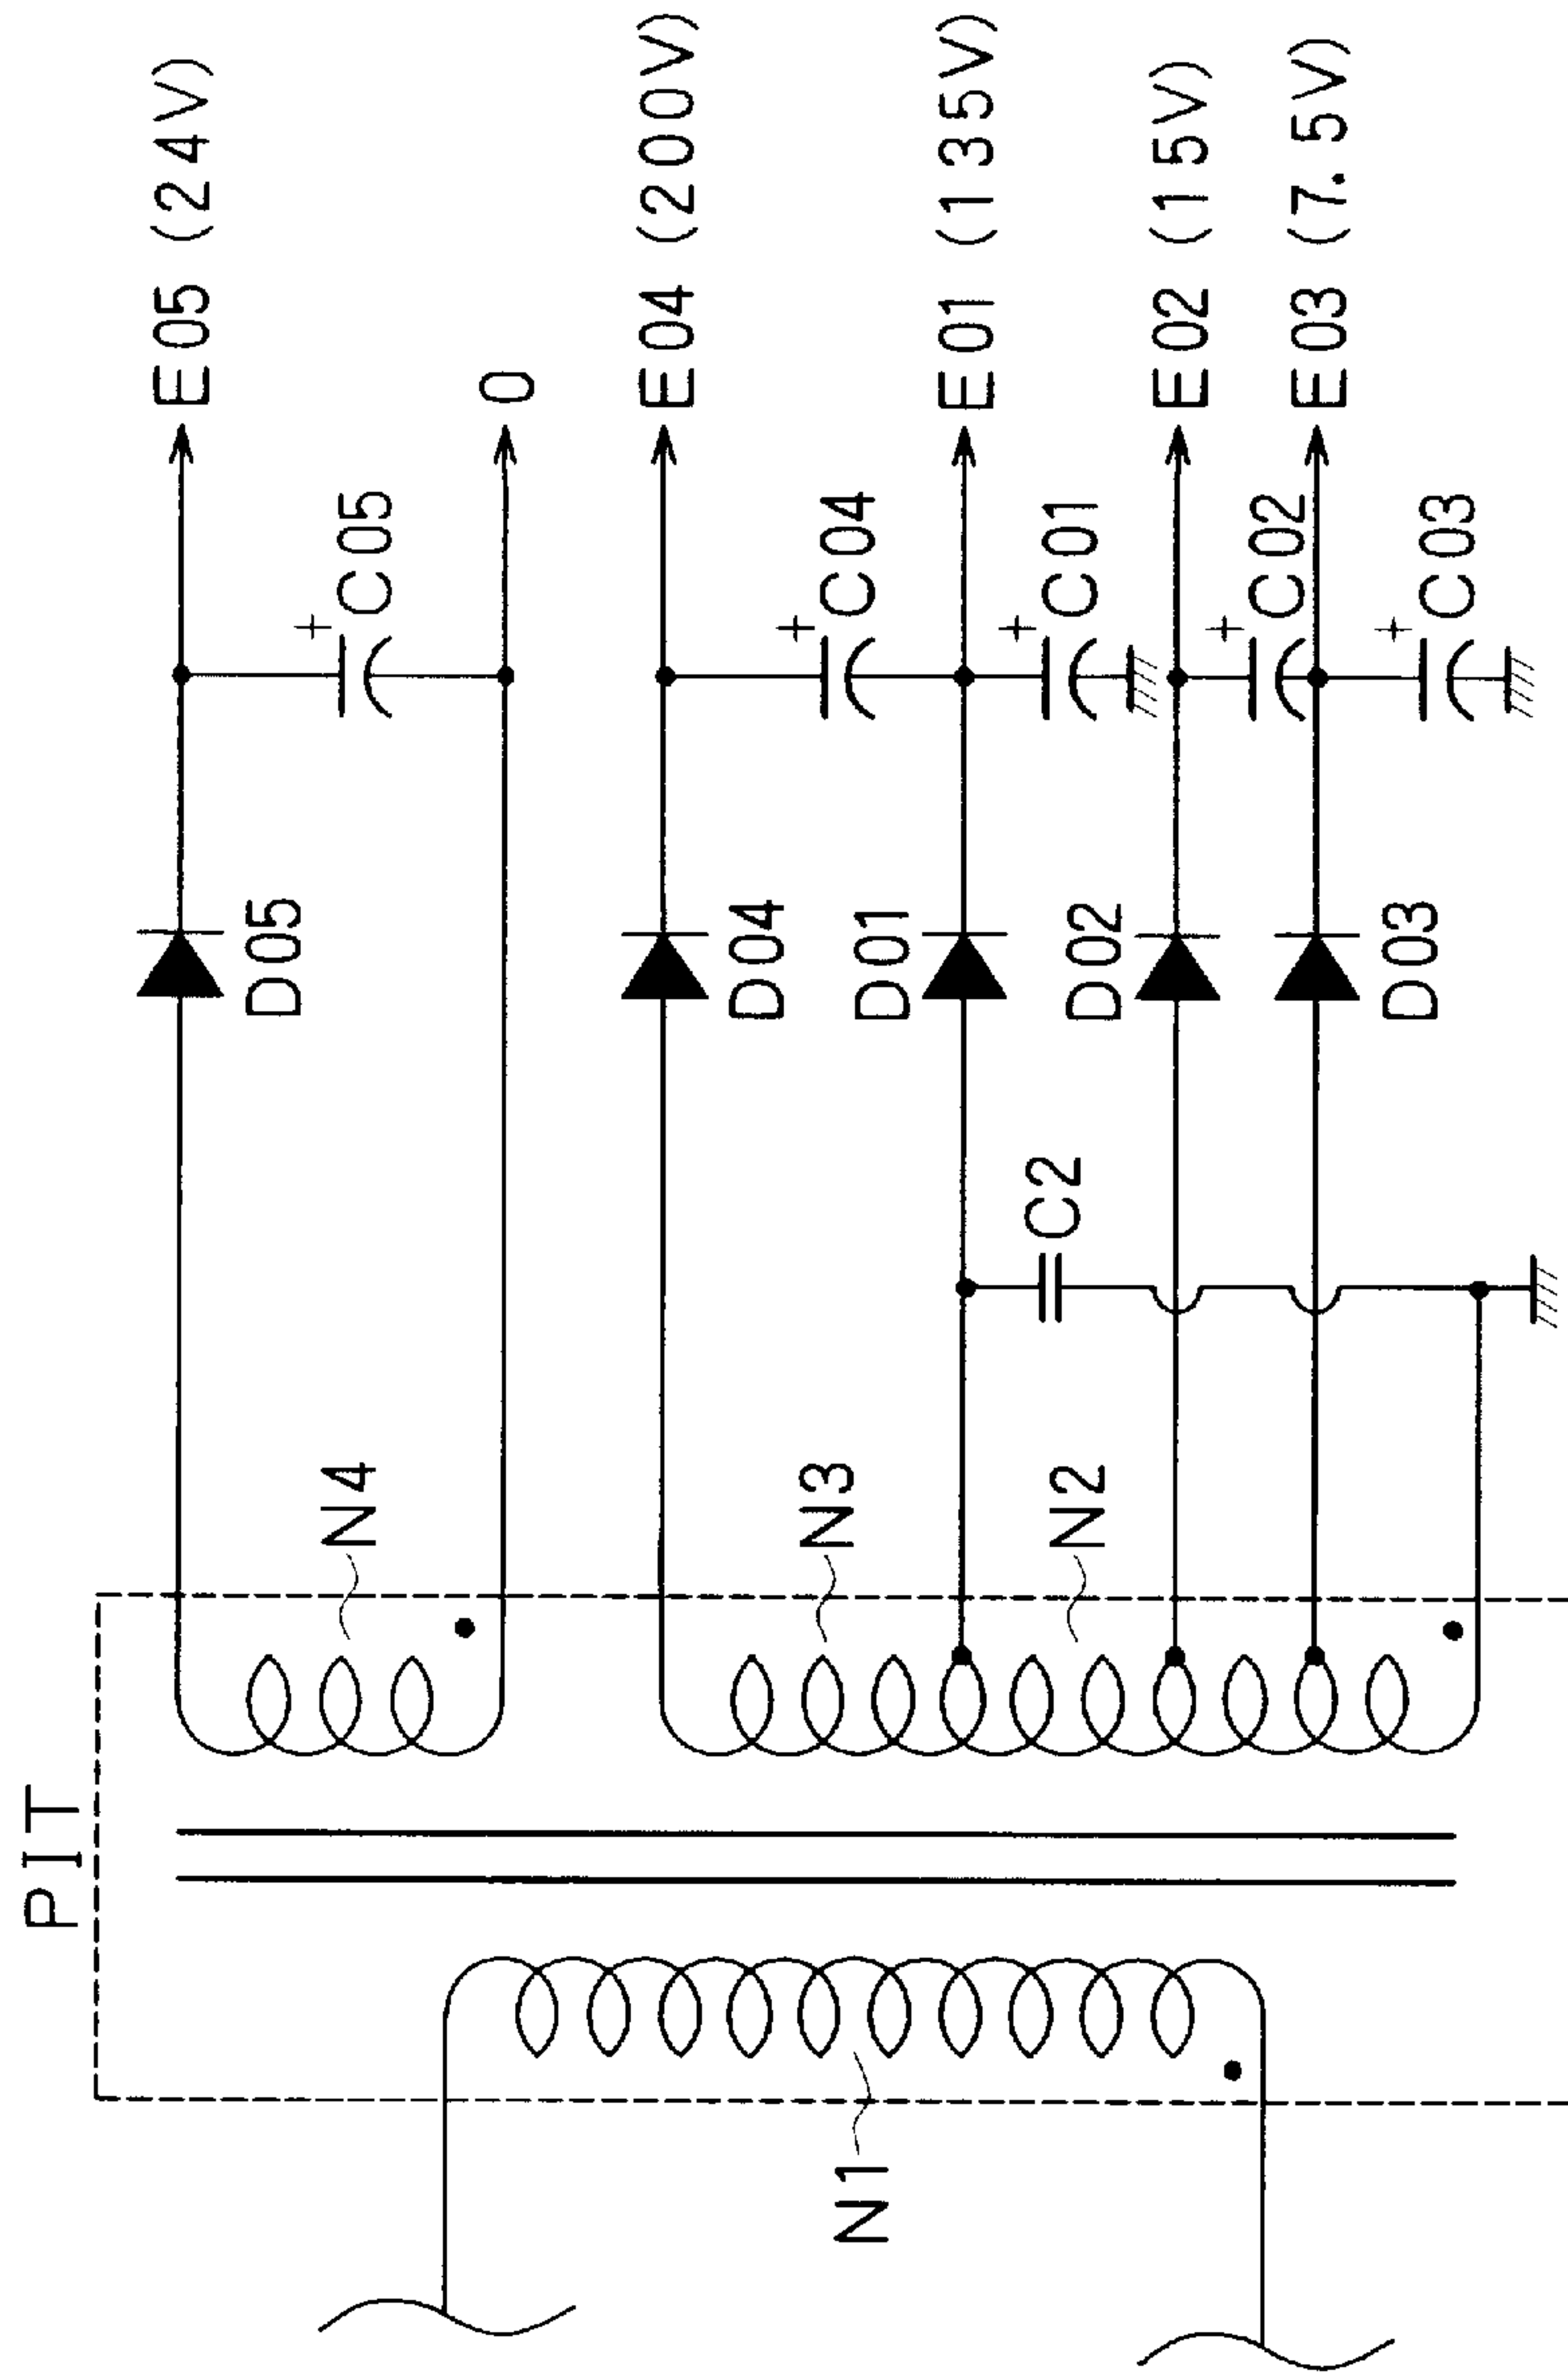 PIT
N1
N4
N3
N2
C2
D05
D04
D01
D02
D03
+
C05
+
C04
+
C01
+
C02
+
C03
E05 (24V)
0
E04 (200V)
E01 (135V)
E02 (15V)
E03 (7.5V)